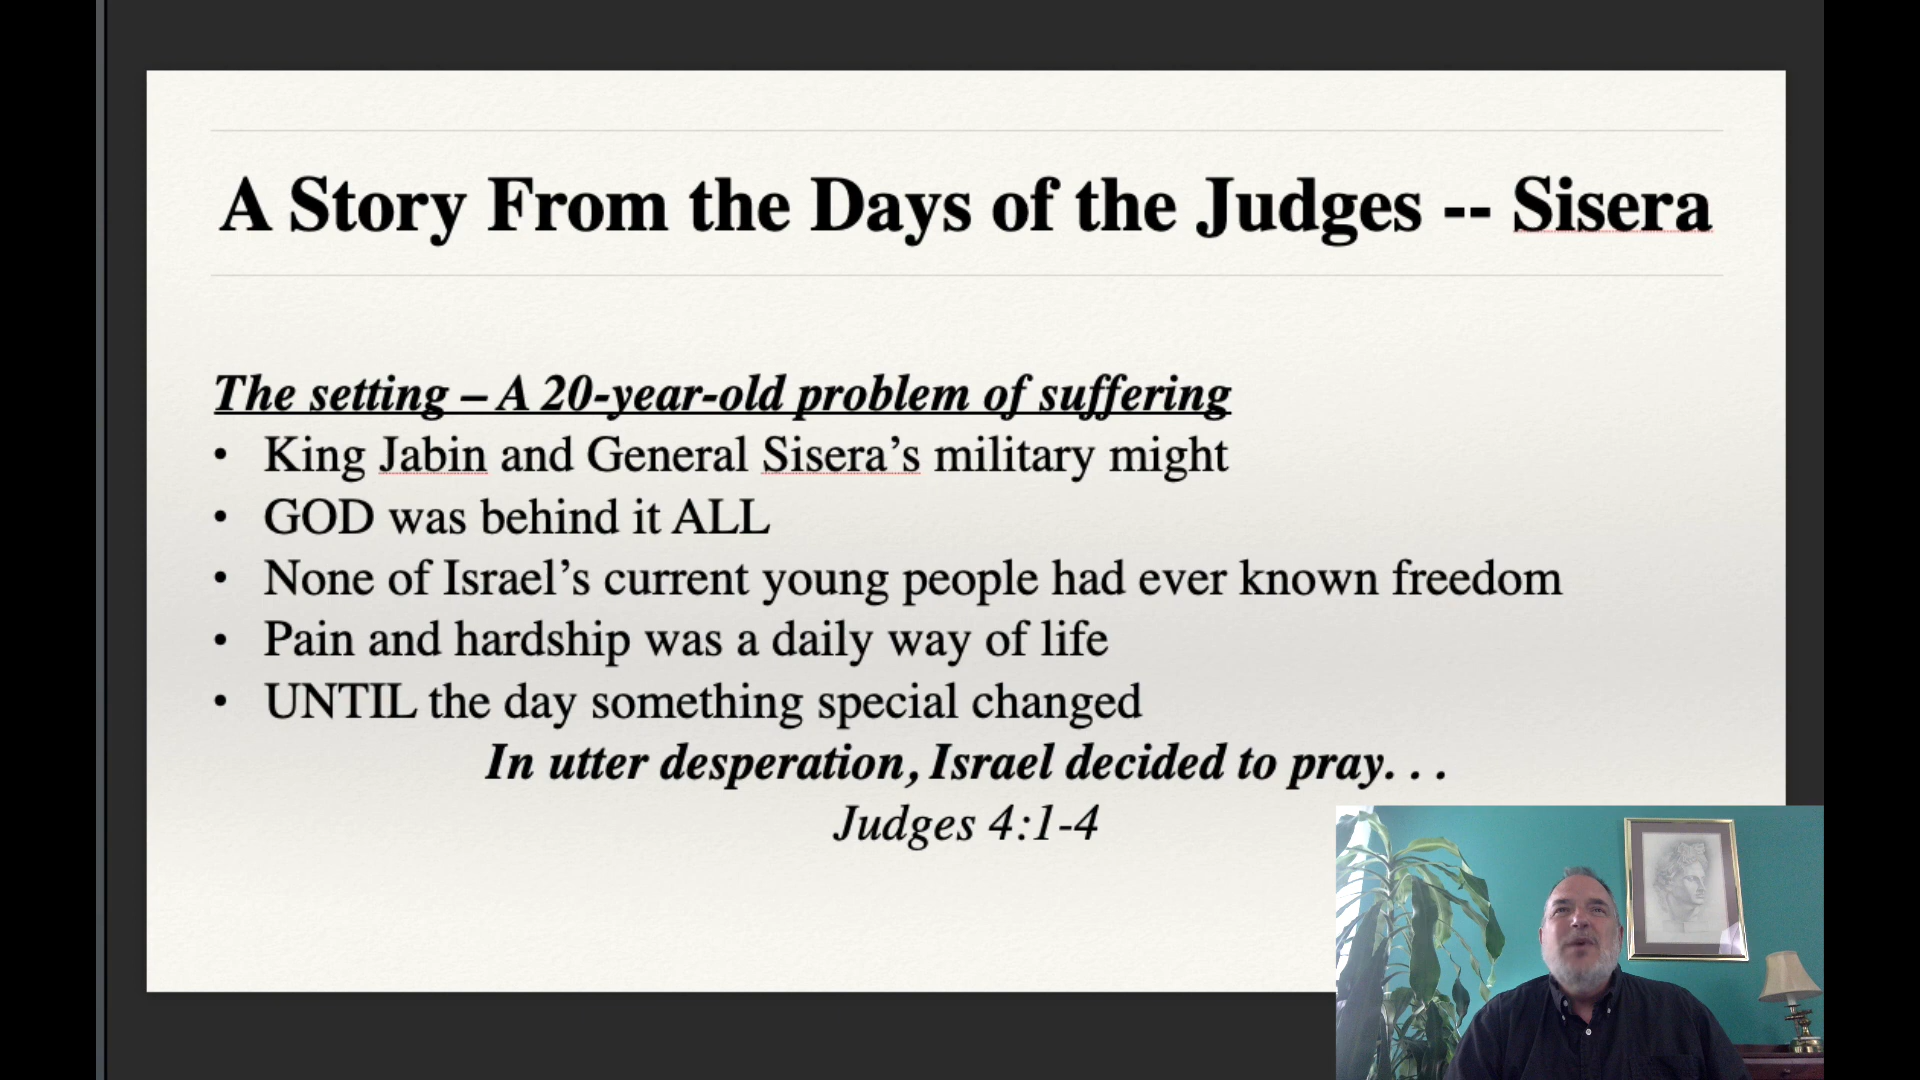 A Story From the Days of the Judges -- Sisera
The setting – A 20-year-old problem of suffering
• King Jabin and General Sisera’s military might
• GOD was behind it ALL
• None of Israel’s current young people had ever known freedom
• Pain and hardship was a daily way of life
• UNTIL the day something special changed
In utter desperation, Israel decided to pray. . .
Judges 4:1-4